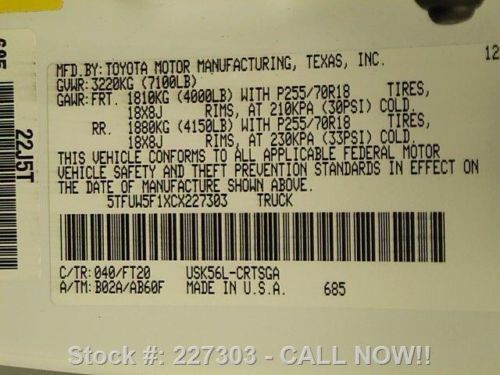 MFD.BY: TOYOTA MOTOR MANUFACTURING, TEXAS, INC. 12
GVWR: 3220KG (7100LB)
GAWR: FRT. 1810KG (4000LB) WITH P255/70R18 TIRES,
18X8J RIMS, AT 210KPA (30PSI) COLD.
RR. 1880KG (4150LB) WITH P255/70R18 TIRES,
18X8J RIMS, AT 230KPA (33PSI) COLD.
THIS VEHICLE CONFORMS TO ALL APPLICABLE FEDERAL MOTOR
VEHICLE SAFETY AND THEFT PREVENTION STANDARDS IN EFFECT
ON THE DATE OF MANUFACTURE SHOWN ABOVE.
5TFUW5F1XCX227303 TRUCK
C/TR: 040/FT20 USK56L-CRTSGA
A/TM: B02A/AB60F MADE IN U.S.A. 685
22J5T
Stock #: 227303 - CALL NOW!!